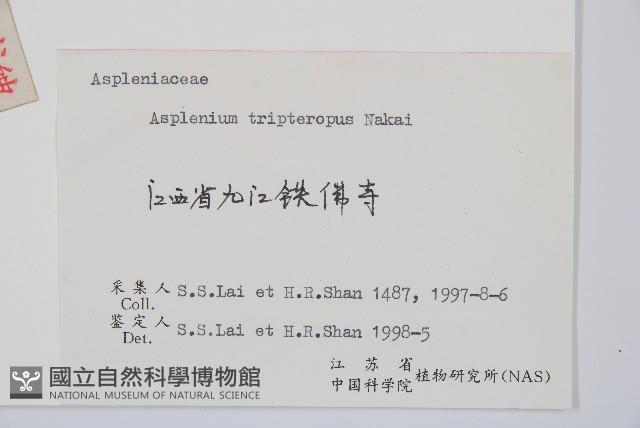 Aspleniaceae
Asplenium tripteropus Nakai
江西省九江铁佛寺
采集人 S.S.Lai et H.R.Shan 1487, 1997-8-6
Coll.
鉴定人 S.S.Lai et H.R.Shan 1998-5
Det.
江苏省
中国科学院 植物研究所(NAS)
國立自然科學博物館
NATIONAL MUSEUM OF NATURAL SCIENCE